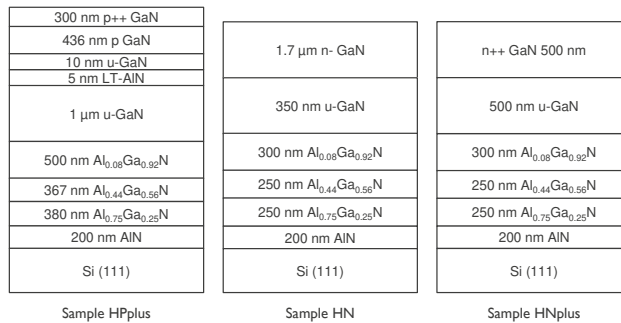 300 nm p++ GaN
436 nm p GaN
10 nm u-GaN
5 nm LT-AlN
1 µm u-GaN
500 nm Al₀.₀₈Ga₀.₉₂N
367 nm Al₀.₄₄Ga₀.₅₆N
380 nm Al₀.₇₅Ga₀.₂₅N
200 nm AlN
Si (111)
Sample HPplus
1.7 µm n- GaN
350 nm u-GaN
300 nm Al₀.₀₈Ga₀.₉₂N
250 nm Al₀.₄₄Ga₀.₅₆N
250 nm Al₀.₇₅Ga₀.₂₅N
200 nm AlN
Si (111)
Sample HN
n++ GaN 500 nm
500 nm u-GaN
300 nm Al₀.₀₈Ga₀.₉₂N
250 nm Al₀.₄₄Ga₀.₅₆N
250 nm Al₀.₇₅Ga₀.₂₅N
200 nm AlN
Si (111)
Sample HNplus